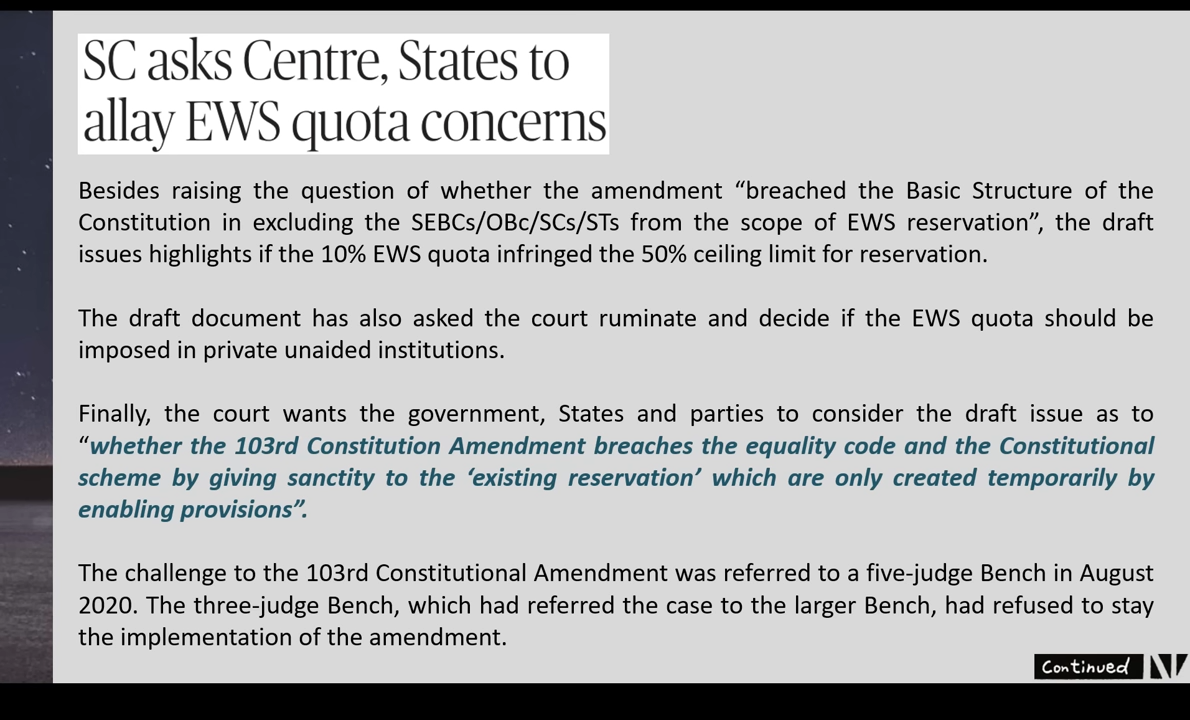 SC asks Centre, States to
allay EWS quota concerns
Besides raising the question of whether the amendment “breached the Basic Structure of the
Constitution in excluding the SEBCs/OBc/SCs/STs from the scope of EWS reservation”, the draft
issues highlights if the 10% EWS quota infringed the 50% ceiling limit for reservation.
The draft document has also asked the court ruminate and decide if the EWS quota should be
imposed in private unaided institutions.
Finally, the court wants the government, States and parties to consider the draft issue as to
“whether the 103rd Constitution Amendment breaches the equality code and the Constitutional
scheme by giving sanctity to the ‘existing reservation’ which are only created temporarily by
enabling provisions”.
The challenge to the 103rd Constitutional Amendment was referred to a five-judge Bench in August
2020. The three-judge Bench, which had referred the case to the larger Bench, had refused to stay
the implementation of the amendment.
Continued